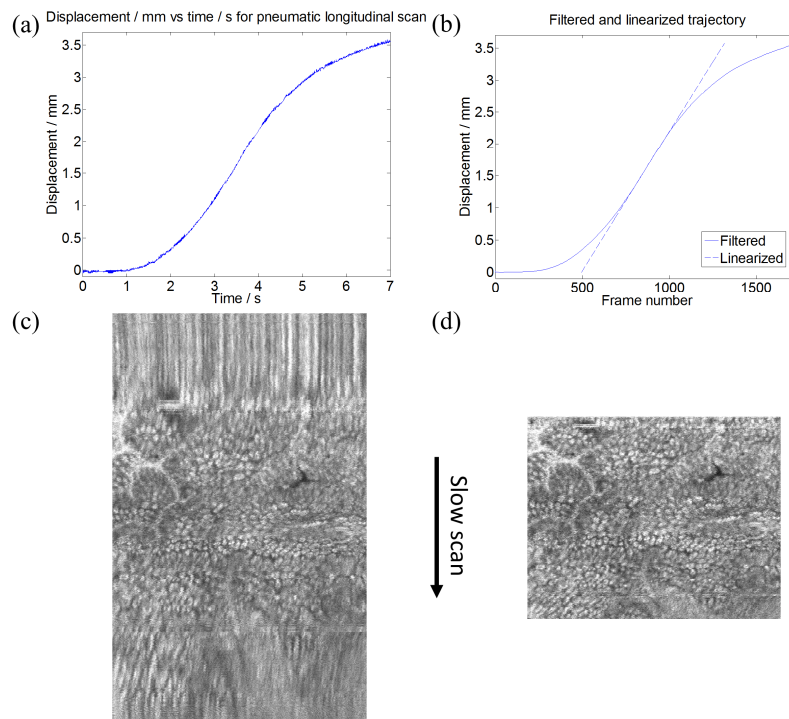 (a)
Displacement / mm vs time / s for pneumatic longitudinal scan
3.5
3
2.5
2
1.5
1
0.5
0
Displacement / mm
0 1 2 3 4 5 6 7
Time / s
(b)
Filtered and linearized trajectory
3.5
3
2.5
2
1.5
1
0.5
0
Displacement / mm
0 500 1000 1500
Frame number
Filtered
Linearized
(c)
(d)
Slow scan